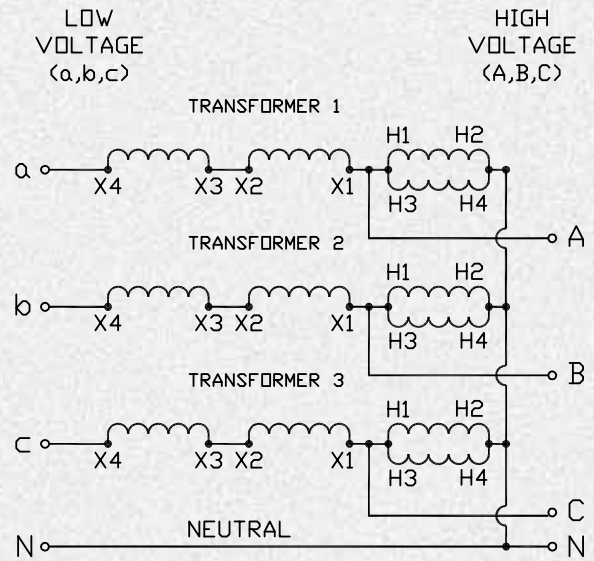 LOW
VOLTAGE
(a,b,c)
HIGH
VOLTAGE
(A,B,C)
TRANSFORMER 1
H1 H2
a
X4 X3 X2 X1
H3 H4
A
TRANSFORMER 2
H1 H2
b
X4 X3 X2 X1
H3 H4
B
TRANSFORMER 3
H1 H2
c
X4 X3 X2 X1
H3 H4
C
NEUTRAL
N N